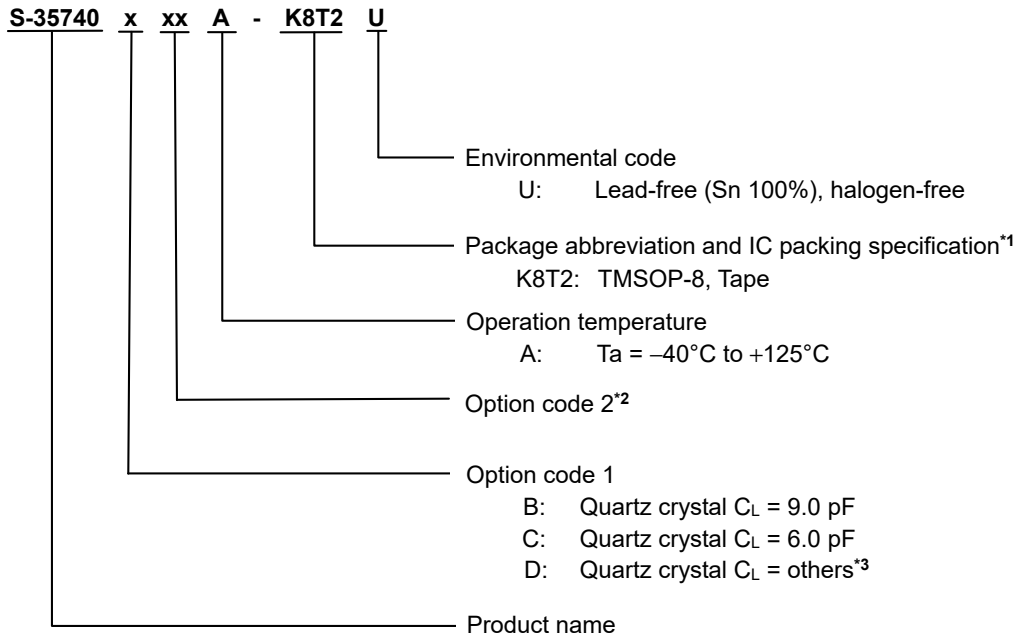 S-35740 x xx A - K8T2 U
Environmental code
U: Lead-free (Sn 100%), halogen-free
Package abbreviation and IC packing specification*1
K8T2: TMSOP-8, Tape
Operation temperature
A: Ta = −40°C to +125°C
Option code 2*2
Option code 1
B: Quartz crystal CL = 9.0 pF
C: Quartz crystal CL = 6.0 pF
D: Quartz crystal CL = others*3
Product name